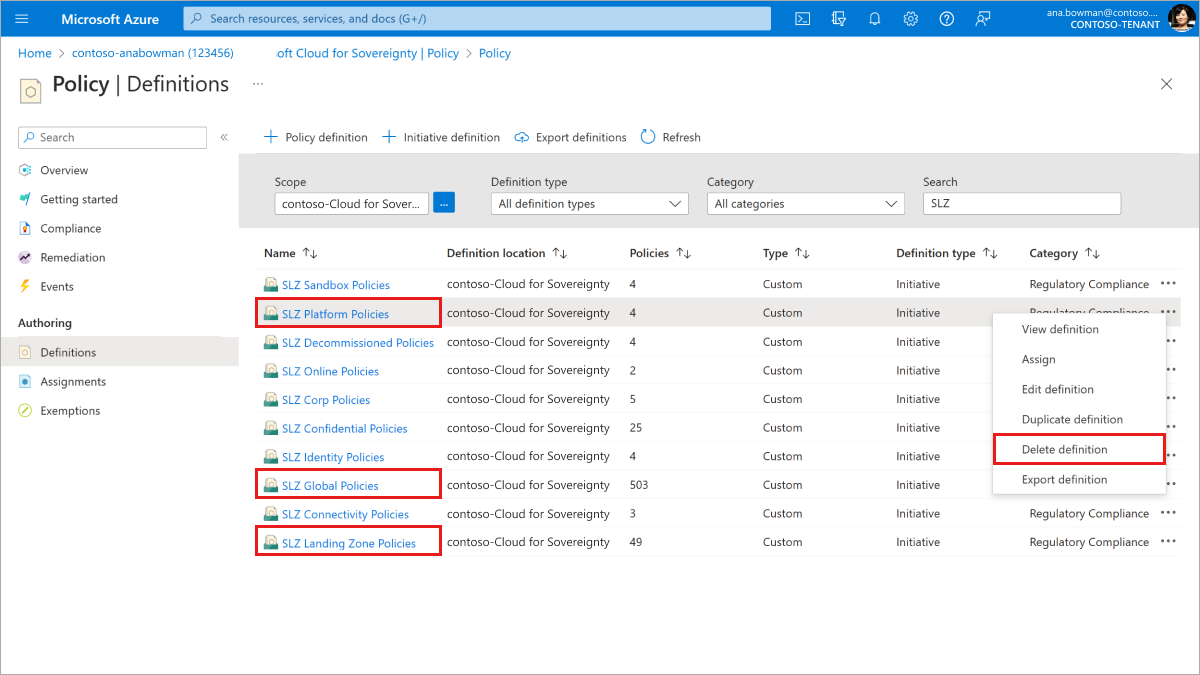 Microsoft Azure
Search resources, services, and docs (G+/)
ana.bowman@contoso....
CONTOSO-TENANT
Home > contoso-anabowman (123456) oft Cloud for Sovereignty | Policy > Policy
Policy | Definitions ...
Search «
Overview
Getting started
Compliance
Remediation
Events
Authoring
Definitions
Assignments
Exemptions
+ Policy definition + Initiative definition Export definitions Refresh
Scope Definition type Category Search
contoso-Cloud for Sover... ... All definition types All categories SLZ
Name ↑↓ Definition location ↑↓ Policies ↑↓ Type ↑↓ Definition type ↑↓ Category ↑↓
SLZ Sandbox Policies contoso-Cloud for Sovereignty 4 Custom Initiative Regulatory Compliance ...
SLZ Platform Policies contoso-Cloud for Sovereignty 4 Custom Initiative Regulatory Compliance ...
SLZ Decommissioned Policies contoso-Cloud for Sovereignty 4 Custom Initiative
SLZ Online Policies contoso-Cloud for Sovereignty 2 Custom Initiative
SLZ Corp Policies contoso-Cloud for Sovereignty 5 Custom Initiative
SLZ Confidential Policies contoso-Cloud for Sovereignty 25 Custom Initiative
SLZ Identity Policies contoso-Cloud for Sovereignty 4 Custom Initiative
SLZ Global Policies contoso-Cloud for Sovereignty 503 Custom Initiative
SLZ Connectivity Policies contoso-Cloud for Sovereignty 3 Custom Initiative Regulatory Compliance ...
SLZ Landing Zone Policies contoso-Cloud for Sovereignty 49 Custom Initiative Regulatory Compliance ...
View definition
Assign
Edit definition
Duplicate definition
Delete definition
Export definition